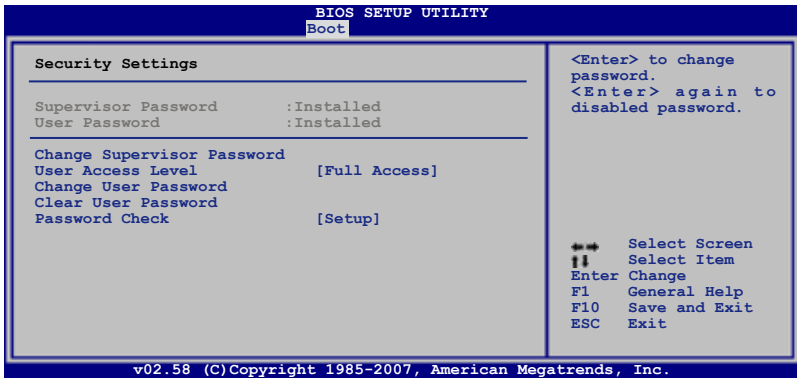 BIOS SETUP UTILITY
Boot
Security Settings
Supervisor Password :Installed
User Password :Installed
Change Supervisor Password
User Access Level [Full Access]
Change User Password
Clear User Password
Password Check [Setup]
<Enter> to change
password.
<Enter> again to
disabled password.
Select Screen
Select Item
Enter Change
F1 General Help
F10 Save and Exit
ESC Exit
v02.58 (C)Copyright 1985-2007, American Megatrends, Inc.